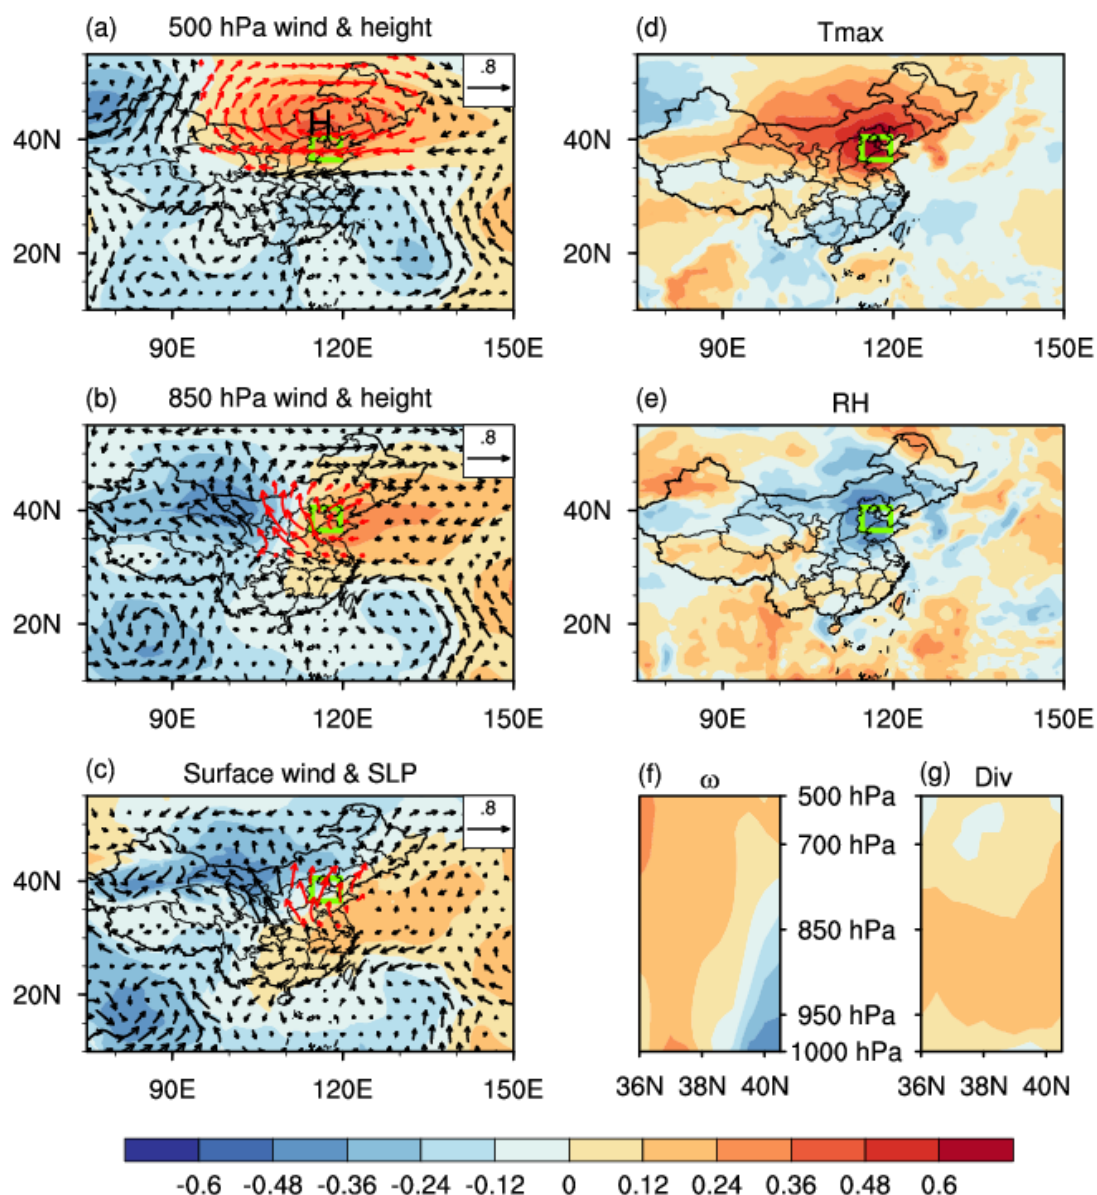 (a) 500 hPa wind & height
.8
H
40N
20N
90E 120E 150E
(d) Tmax
40N
20N
90E 120E 150E
(b) 850 hPa wind & height
.8
40N
20N
90E 120E 150E
(e) RH
40N
20N
90E 120E 150E
(c) Surface wind & SLP
.8
40N
20N
90E 120E 150E
(f) ω
500 hPa
700 hPa
850 hPa
950 hPa
1000 hPa
36N 38N 40N
(g) Div
36N 38N 40N
-0.6 -0.48 -0.36 -0.24 -0.12 0 0.12 0.24 0.36 0.48 0.6